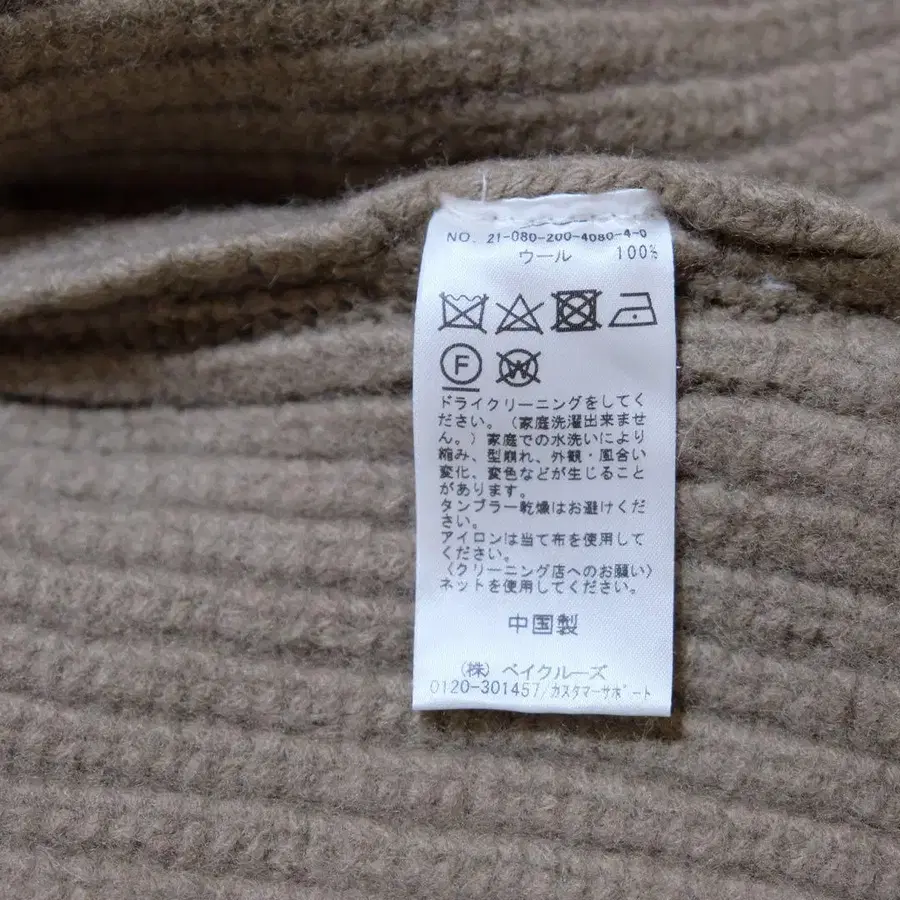 NO. 21-080-200-4080-4-0
ウール 100%
F W
ドライクリーニングをしてく
ださい。(家庭洗濯出来ませ
ん。)家庭での水洗いにより
縮み、型崩れ、外観・風合い
変化、変色などが生じること
があります。
タンブラー乾燥はお避けくだ
さい。
アイロンは当て布を使用して
ください。
〈クリーニング店へのお願い〉
ネットを使用してください。
中国製
(株) ベイクルーズ
0120-301457/カスタマーサポート